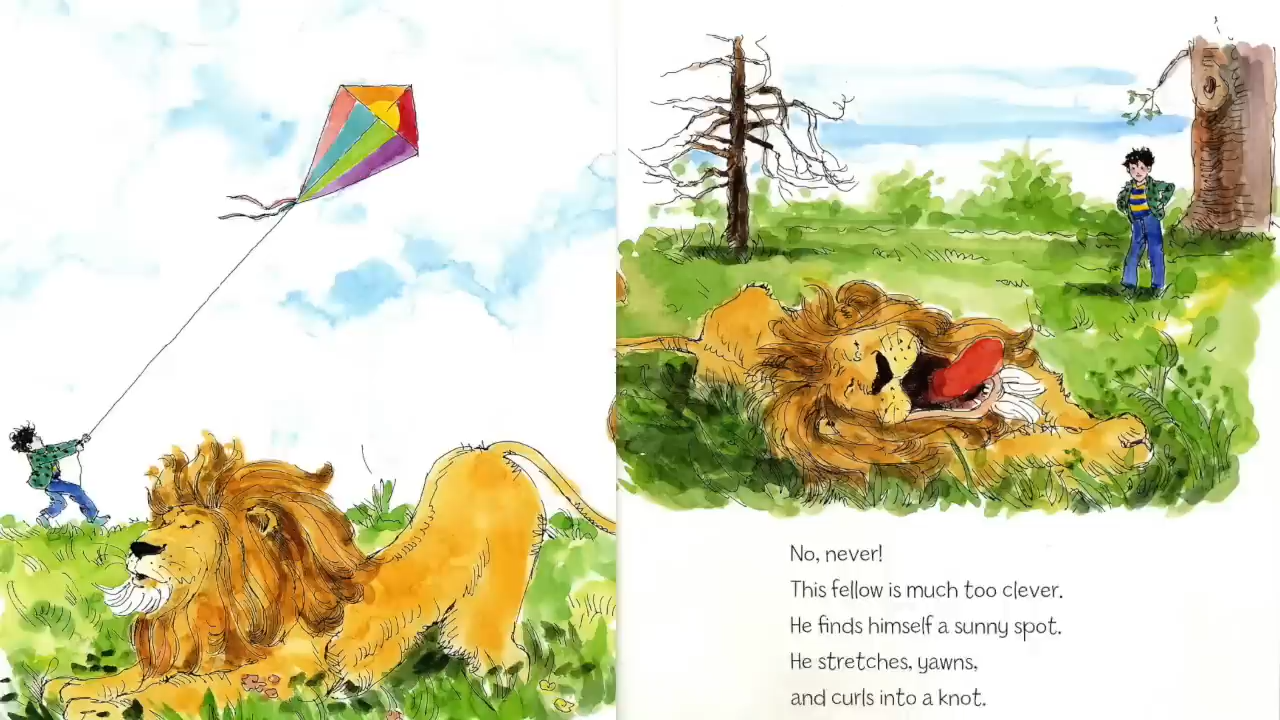 No, never!
This fellow is much too clever.
He finds himself a sunny spot.
He stretches, yawns,
and curls into a knot.